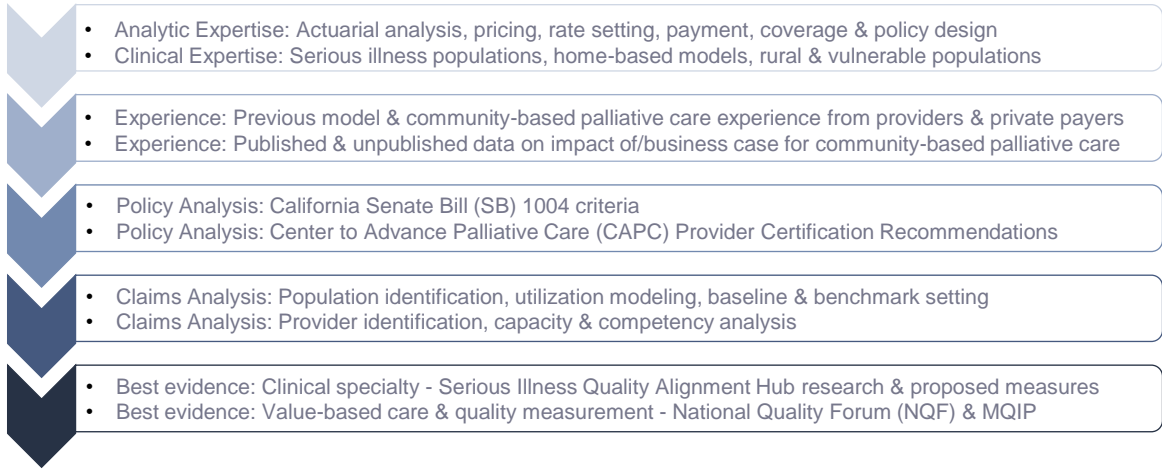 • Analytic Expertise: Actuarial analysis, pricing, rate setting, payment, coverage & policy design
• Clinical Expertise: Serious illness populations, home-based models, rural & vulnerable populations
• Experience: Previous model & community-based palliative care experience from providers & private payers
• Experience: Published & unpublished data on impact of/business case for community-based palliative care
• Policy Analysis: California Senate Bill (SB) 1004 criteria
• Policy Analysis: Center to Advance Palliative Care (CAPC) Provider Certification Recommendations
• Claims Analysis: Population identification, utilization modeling, baseline & benchmark setting
• Claims Analysis: Provider identification, capacity & competency analysis
• Best evidence: Clinical specialty - Serious Illness Quality Alignment Hub research & proposed measures
• Best evidence: Value-based care & quality measurement - National Quality Forum (NQF) & MQIP